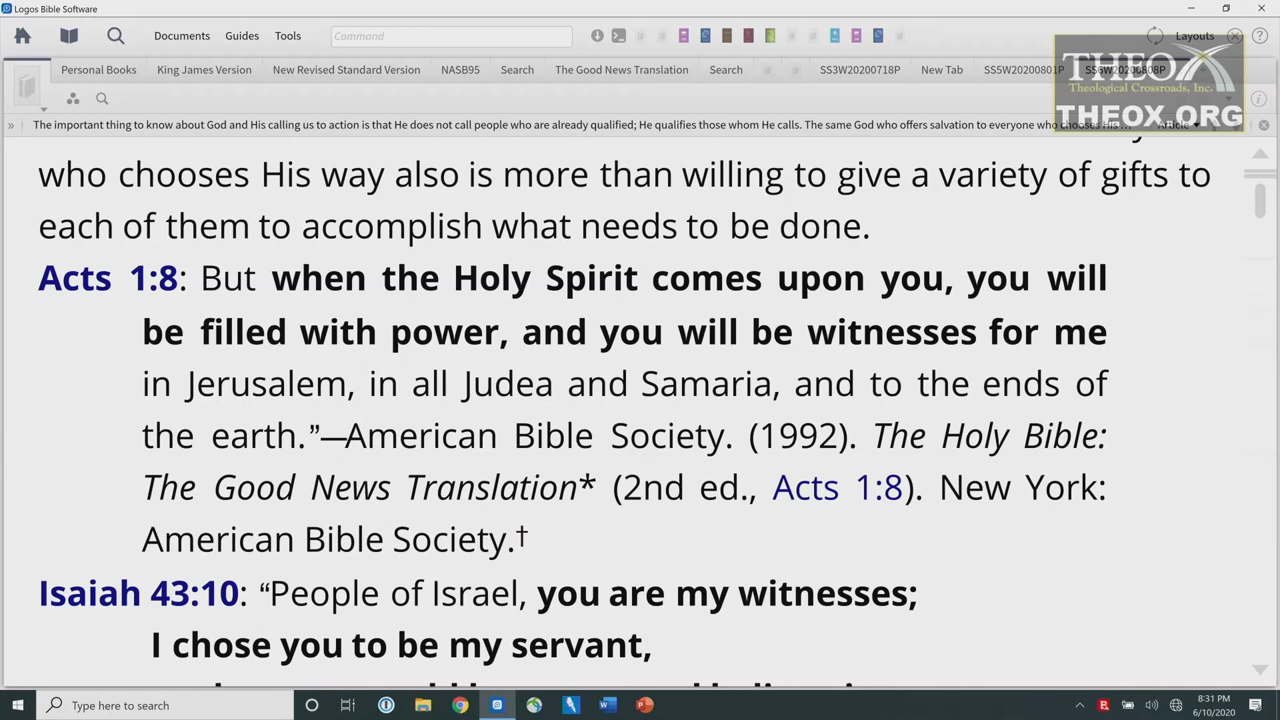 Logos Bible Software
Documents Guides Tools Command Layouts
Personal Books King James Version New Revised Stan Search The Good News Translation Search SS3W20200718P New Tab SS5W20200801P SS6W20200808P
THEOX
Theological Crossroads, Inc.
THEOX.ORG
The important thing to know about God and His calling us to action is that He does not call people who are already qualified; He qualifies those whom He calls. The same God who offers salvation to everyone who chooses His ... Article
who chooses His way also is more than willing to give a variety of gifts to
each of them to accomplish what needs to be done.
Acts 1:8: But when the Holy Spirit comes upon you, you will
be filled with power, and you will be witnesses for me
in Jerusalem, in all Judea and Samaria, and to the ends of
the earth.”—American Bible Society. (1992). The Holy Bible:
The Good News Translation* (2nd ed., Acts 1:8). New York:
American Bible Society.†
Isaiah 43:10: “People of Israel, you are my witnesses;
I chose you to be my servant,
Type here to search
8:31 PM
6/10/2020